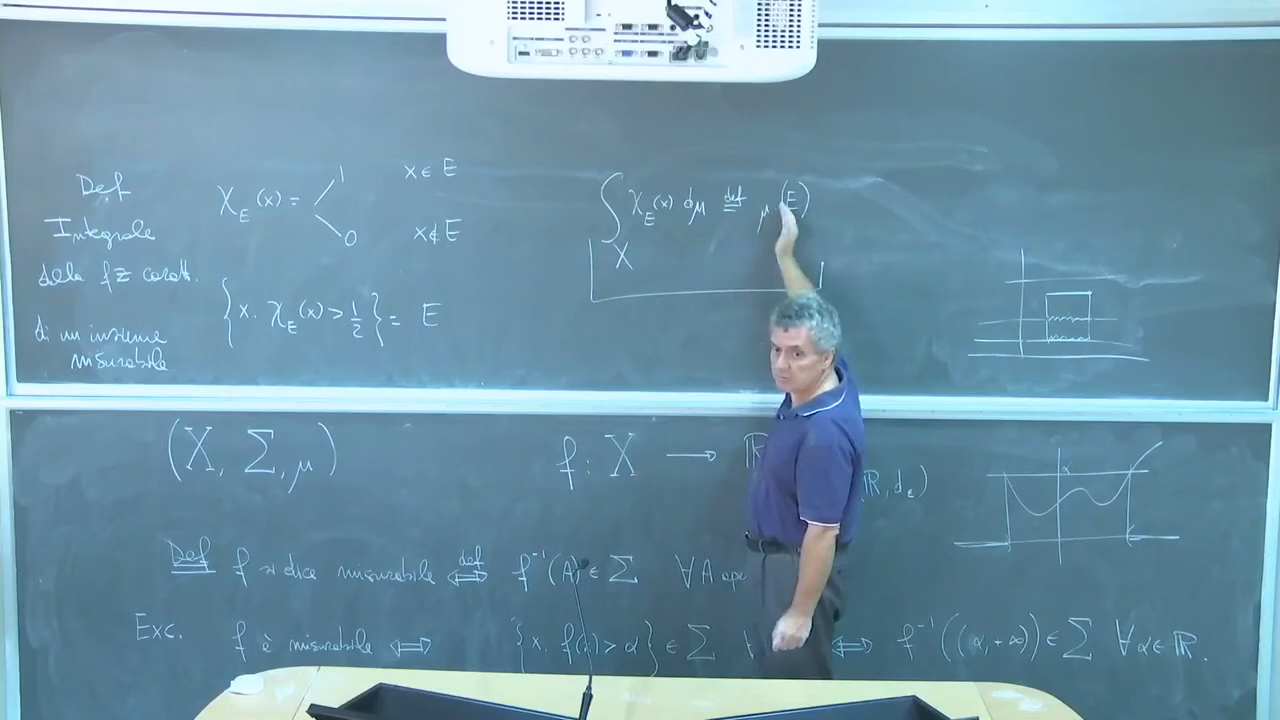 Def
Integrale
della fz caratt.
di un insieme
misurabile
χ_E (x) = 1 x ∈ E
0 x ∉ E
{x. χ_E (x) > 1/2} = E
∫_X χ_E (x) dμ def= μ (E)
(X, Σ, μ)
f : X → ℝ
(ℝ, d_E)
α
Def f si dice misurabile ⇔def f⁻¹(A) ∈ Σ ∀ A ape
Exc. f è misurabile ⇔ {x. f(x) > α} ∈ Σ ∀ ⇔ f⁻¹((α, +∞)) ∈ Σ ∀ α ∈ ℝ.